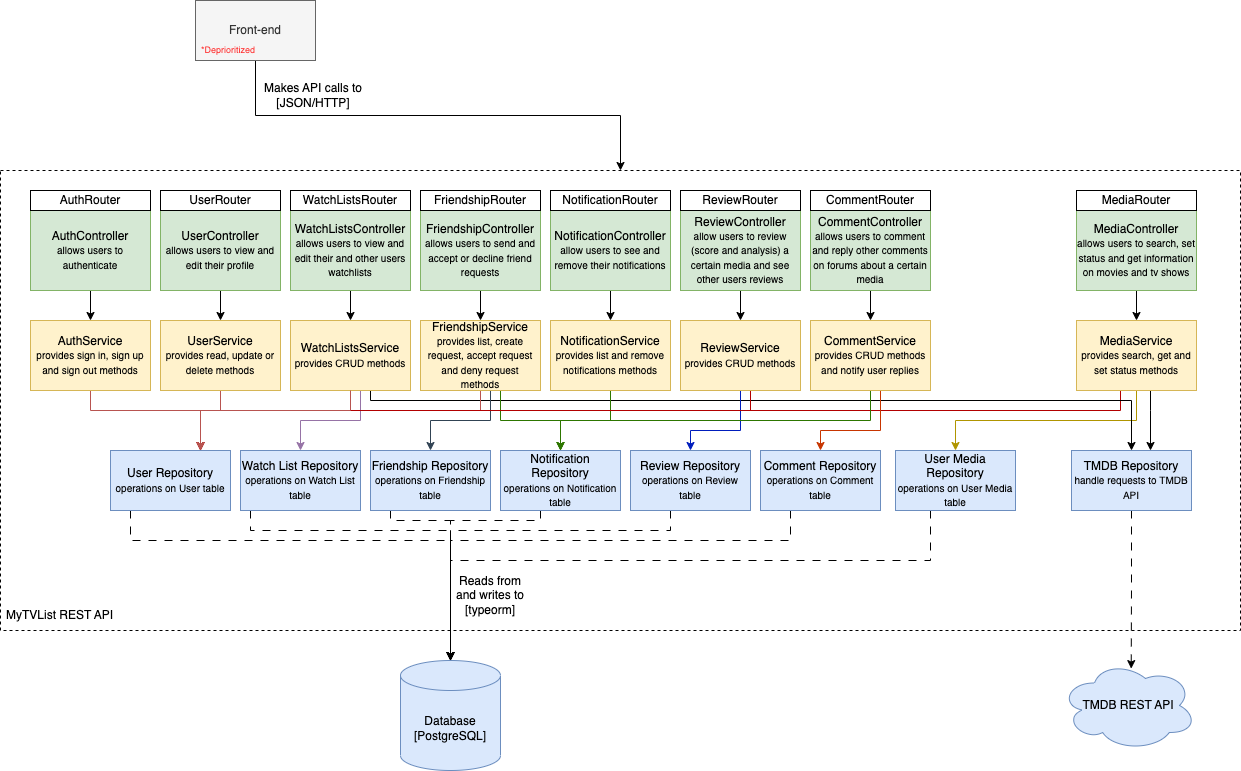 Front-end
*Deprioritized
Makes API calls to
[JSON/HTTP]
AuthRouter
AuthController
allows users to
authenticate
UserRouter
UserController
allows users to view and
edit their profile
WatchListsRouter
WatchListsController
allows users to view and
edit their and other users
watchlists
FriendshipRouter
FriendshipController
allows users to send and
accept or decline friend
requests
NotificationRouter
NotificationController
allow users to see and
remove their notifications
ReviewRouter
ReviewController
allow users to review
(score and analysis) a
certain media and see
other users reviews
CommentRouter
CommentController
allows users to comment
and reply other comments
on forums about a certain
media
MediaRouter
MediaController
allows users to search, set
status and get information
on movies and tv shows
AuthService
provides sign in, sign up
and sign out methods
UserService
provides read, update or
delete methods
WatchListsService
provides CRUD methods
FriendshipService
provides list, create
request, accept request
and deny request
methods
NotificationService
provides list and remove
notifications methods
ReviewService
provides CRUD methods
CommentService
provides CRUD methods
and notify user replies
MediaService
provides search, get and
set status methods
User Repository
operations on User table
Watch List Repository
operations on Watch List
table
Friendship Repository
operations on Friendship
table
Notification
Repository
operations on Notification
table
Review Repository
operations on Review
table
Comment Repository
operations on Comment
table
User Media
Repository
operations on User Media
table
TMDB Repository
handle requests to TMDB
API
Reads from
and writes to
[typeorm]
MyTVList REST API
Database
[PostgreSQL]
TMDB REST API